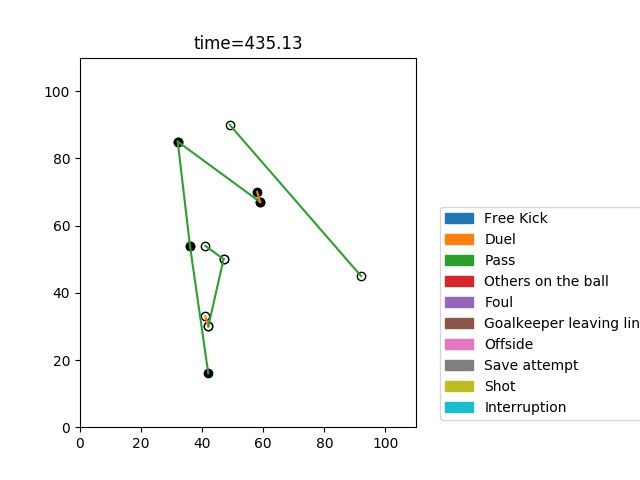 time=435.13
100
80
60
40
20
0
0 20 40 60 80 100
Free Kick
Duel
Pass
Others on the ball
Foul
Goalkeeper leaving lin
Offside
Save attempt
Shot
Interruption